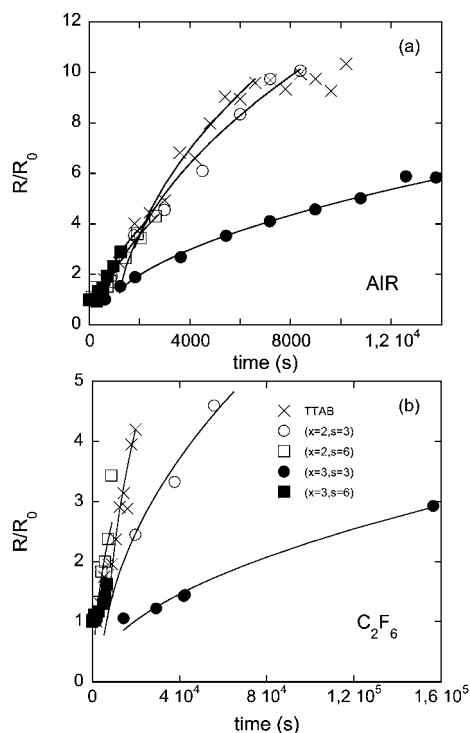 (a)
12
10
8
6
4
2
0
R/R0
AIR
0 4000 8000 1,2 10^4
time (s)
(b)
5
4
3
2
1
0
R/R0
TTAB
(x=2,s=3)
(x=2,s=6)
(x=3,s=3)
(x=3,s=6)
C2F6
0 4 10^4 8 10^4 1,2 10^5 1,6 10^5
time (s)